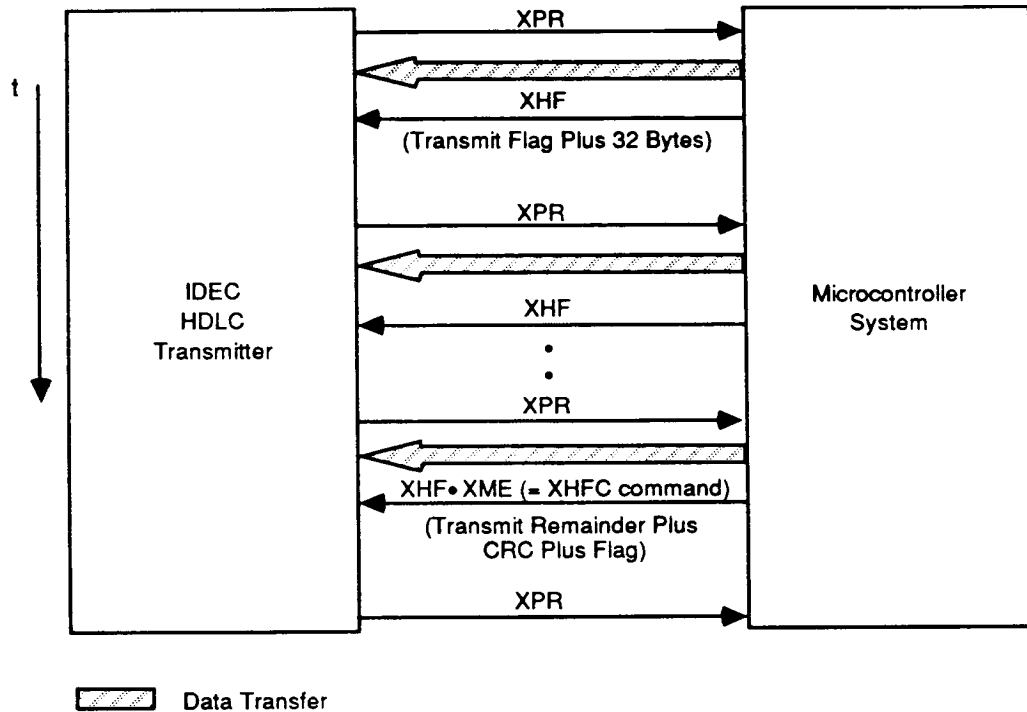 XPR
t
XHF
(Transmit Flag Plus 32 Bytes)
XPR
IDEC
HDLC
Transmitter
Microcontroller
System
XHF
XPR
XHF• XME (= XHFC command)
(Transmit Remainder Plus
CRC Plus Flag)
XPR
Data Transfer